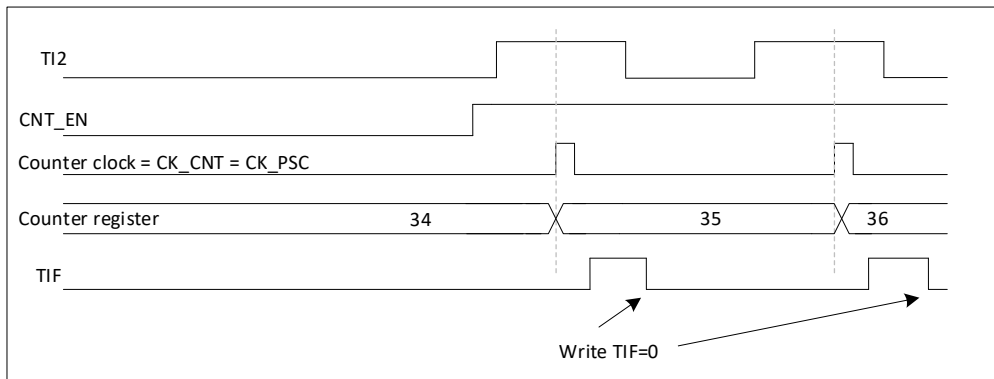 TI2
CNT_EN
Counter clock = CK_CNT = CK_PSC
Counter register 34 35 36
TIF
Write TIF=0